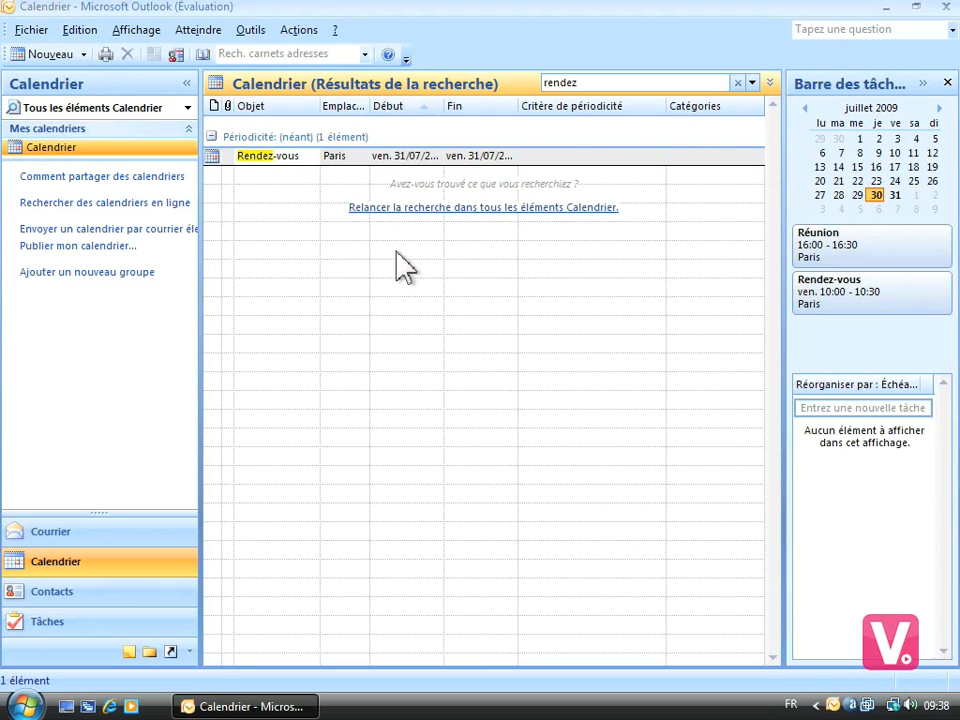 Calendrier - Microsoft Outlook (Évaluation)
Fichier Edition Affichage Atteindre Outils Actions ?
Tapez une question
Nouveau
Rech. carnets adresses
Calendrier «
Tous les éléments Calendrier
Mes calendriers
Calendrier
Comment partager des calendriers
Rechercher des calendriers en ligne
Envoyer un calendrier par courrier éle
Publier mon calendrier...
Ajouter un nouveau groupe
Courrier
Calendrier
Contacts
Tâches
Calendrier (Résultats de la recherche)
rendez
Objet Emplac... Début Fin Critère de périodicité Catégories
Périodicité: (néant) (1 élément)
Rendez-vous Paris ven. 31/07/2... ven. 31/07/2...
Avez-vous trouvé ce que vous recherchiez ?
Relancer la recherche dans tous les éléments Calendrier.
Barre des tâch... »
juillet 2009
lu ma me je ve sa di
29 30 1 2 3 4 5
6 7 8 9 10 11 12
13 14 15 16 17 18 19
20 21 22 23 24 25 26
27 28 29 30 31 1 2
3 4 5 6 7 8 9
Réunion
16:00 - 16:30
Paris
Rendez-vous
ven. 10:00 - 10:30
Paris
Réorganiser par : Échéa...
Entrez une nouvelle tâche
Aucun élément à afficher
dans cet affichage.
V
1 élément
Calendrier - Micros...
FR
09:38